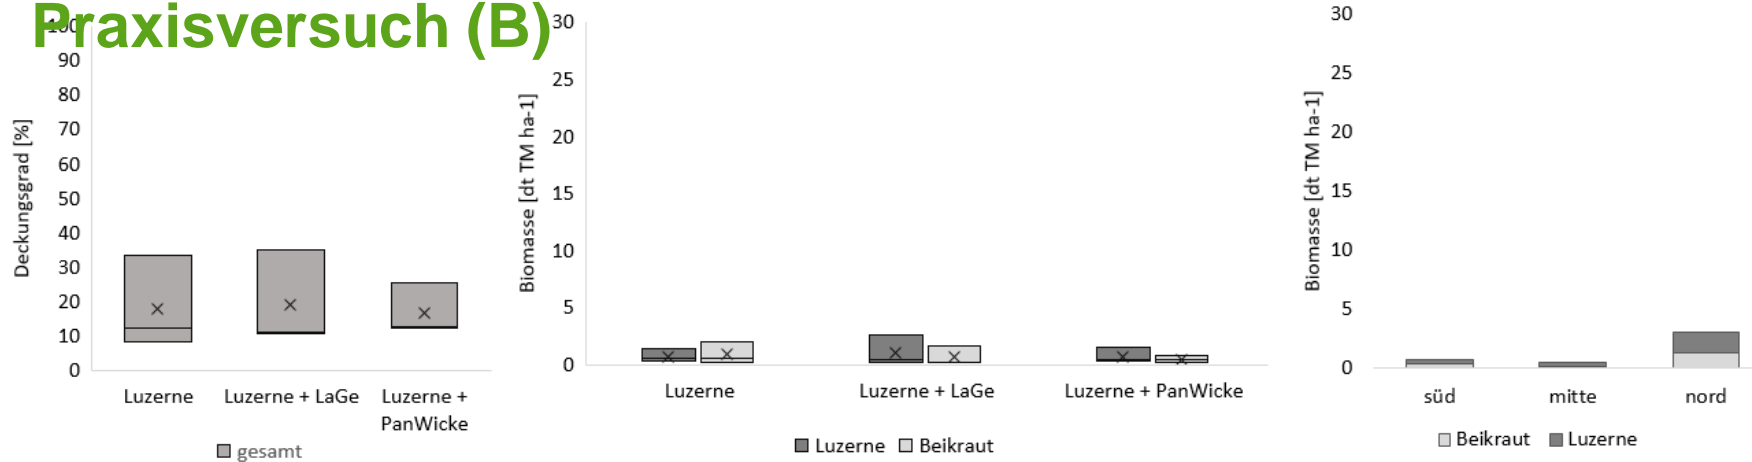 Praxisversuch (B)
100
90
80
70
60
50
40
30
20
10
0
Deckungsgrad [%]
Luzerne
Luzerne + LaGe
Luzerne +
PanWicke
gesamt
30
25
20
15
10
5
0
Biomasse [dt TM ha-1]
Luzerne
Luzerne + LaGe
Luzerne + PanWicke
Luzerne
Beikraut
30
25
20
15
10
5
0
Biomasse [dt TM ha-1]
süd
mitte
nord
Beikraut
Luzerne